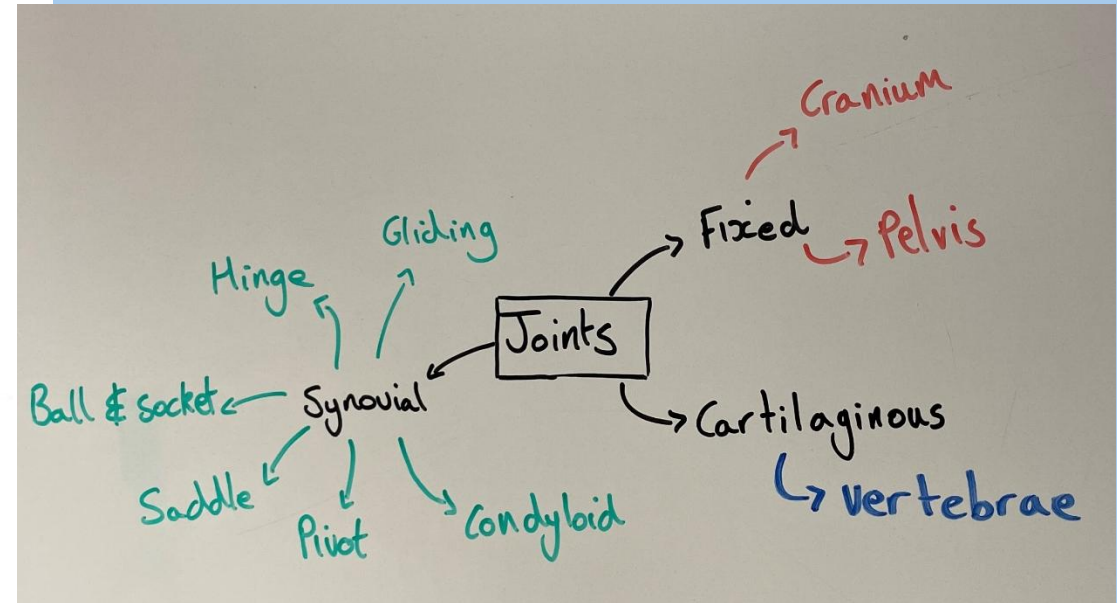 Cranium
Fixed
Pelvis
Gliding
Hinge
Joints
Ball & socket
Synovial
Cartilaginous
Saddle
Pivot
Condyloid
vertebrae